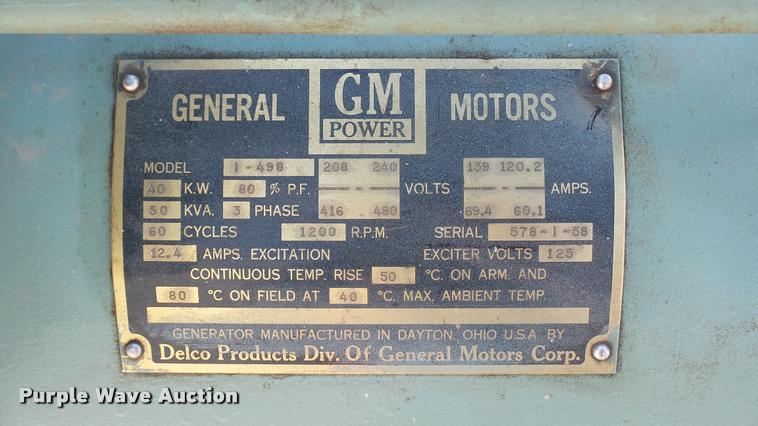 GENERAL GM POWER MOTORS
MODEL I-498 208 240 139 120.2
40 K.W. 80 % P.F. VOLTS AMPS.
50 KVA. 3 PHASE 416 480 69.4 60.1
60 CYCLES 1200 R.P.M. SERIAL 578-I-58
12.4 AMPS. EXCITATION EXCITER VOLTS 125
CONTINUOUS TEMP. RISE 50 °C. ON ARM. AND
80 °C ON FIELD AT 40 °C. MAX. AMBIENT TEMP.
GENERATOR MANUFACTURED IN DAYTON, OHIO U.S.A. BY
Delco Products Div. Of General Motors Corp.
Purple Wave Auction